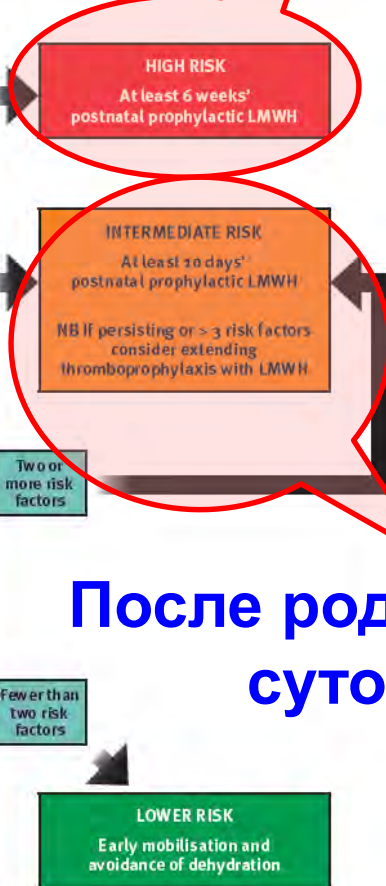 HIGH RISK
At least 6 weeks'
postnatal prophylactic LMWH
INTERMEDIATE RISK
At least 10 days'
postnatal prophylactic LMWH
NB If persisting or > 3 risk factors
consider extending
thromboprophylaxis with LMWH
Two or
more risk
factors
После род
суто
Fewer than
two risk
factors
LOWER RISK
Early mobilisation and
avoidance of dehydration